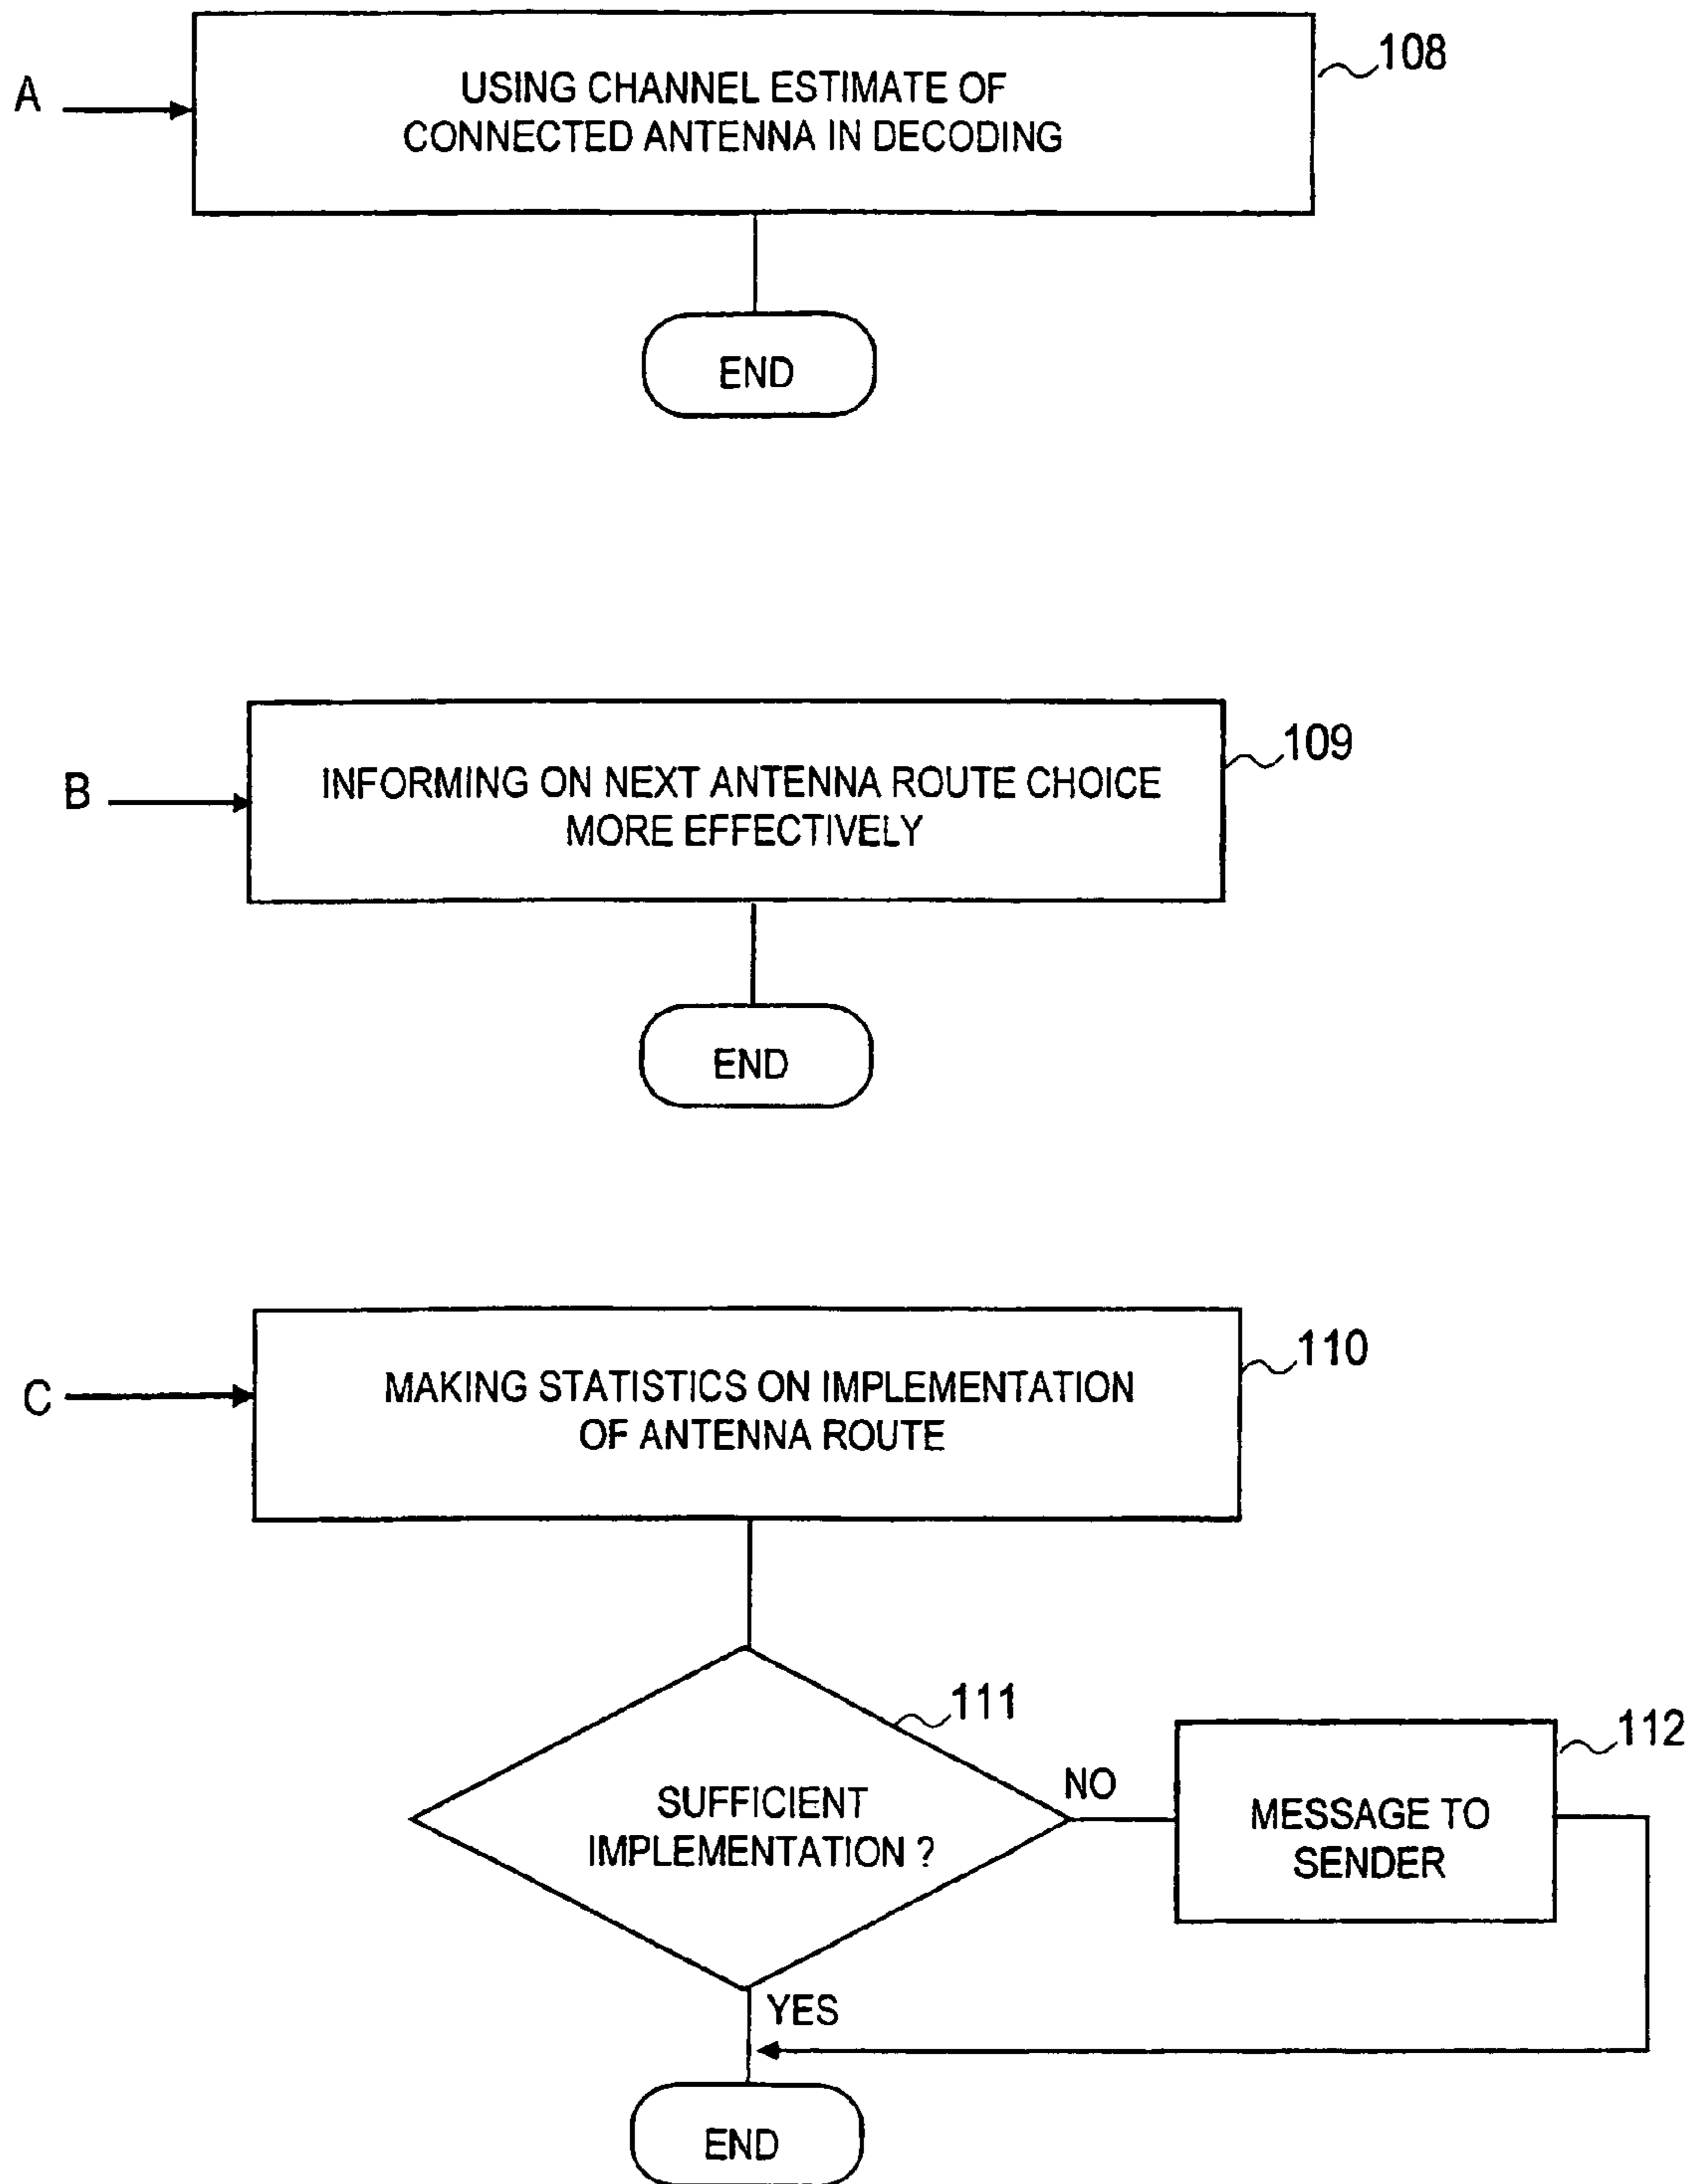 A
USING CHANNEL ESTIMATE OF
CONNECTED ANTENNA IN DECODING
108
END
B
INFORMING ON NEXT ANTENNA ROUTE CHOICE
MORE EFFECTIVELY
109
END
C
MAKING STATISTICS ON IMPLEMENTATION
OF ANTENNA ROUTE
110
SUFFICIENT
IMPLEMENTATION ?
111
NO
MESSAGE TO
SENDER
112
YES
END